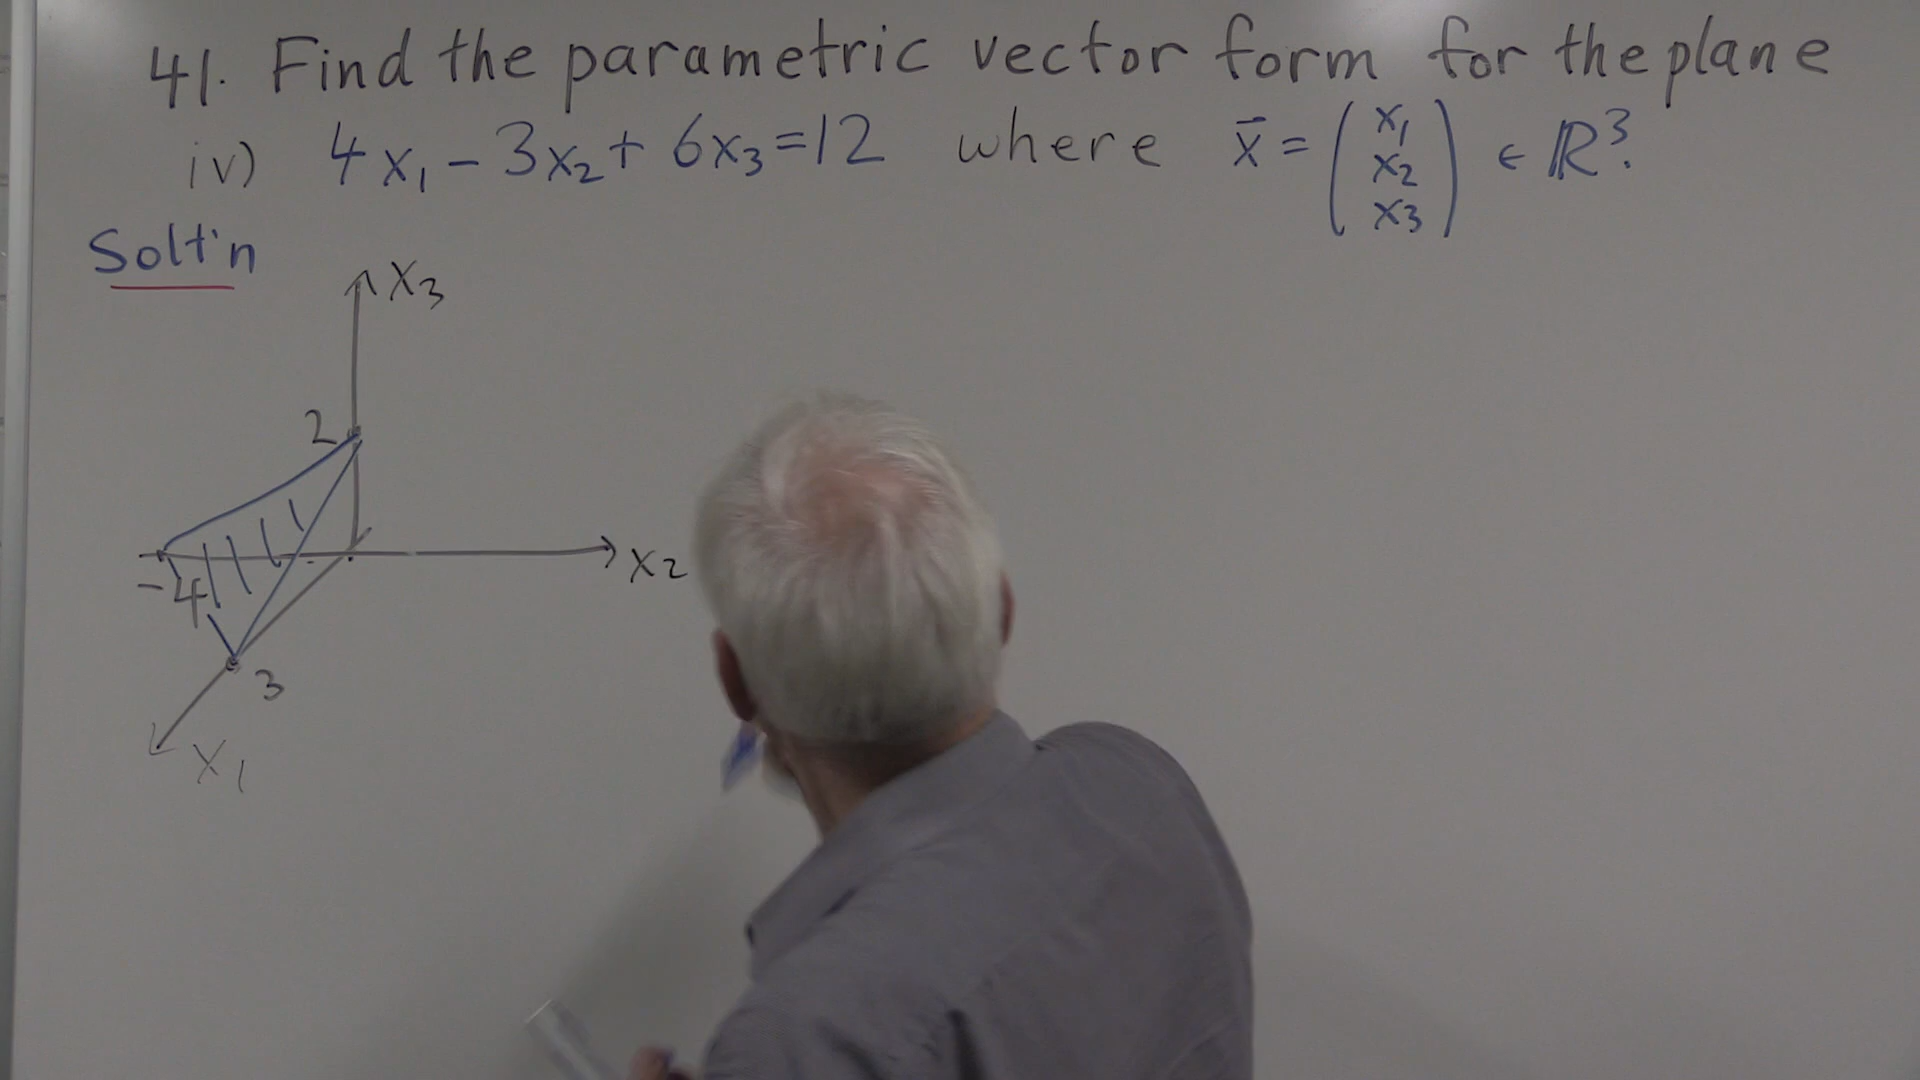 41. Find the parametric vector form for the plane
iv) 4x₁ - 3x₂ + 6x₃ = 12 where x̄ = (x₁ x₂ x₃) ∈ ℝ³.
Solt'n
x₃
2
-4
x₂
3
x₁